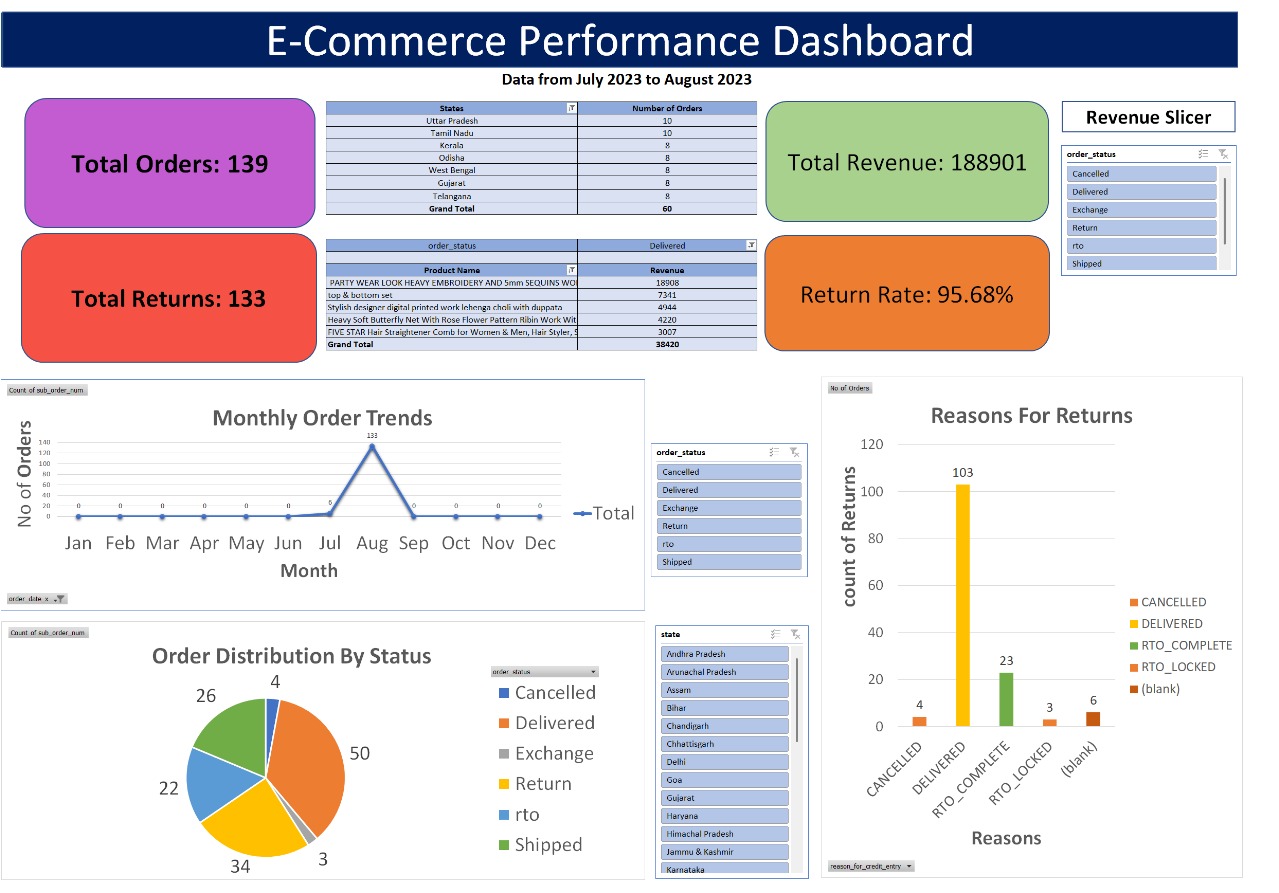 E-Commerce Performance Dashboard
Data from July 2023 to August 2023
Total Orders: 139
States Number of Orders
Uttar Pradesh 10
Tamil Nadu 10
Kerala 8
Odisha 8
West Bengal 8
Gujarat 8
Telangana 8
Grand Total 60
Total Revenue: 188901
Revenue Slicer
order_status
Cancelled
Delivered
Exchange
Return
rto
Shipped
Total Returns: 133
order_status Delivered
Product Name Revenue
PARTY WEAR LOOK HEAVY EMBROIDERY AND 5mm SEQUINS WO 18908
top & bottom set 7341
Stylish designer digital printed work lehenga choli with duppata 4944
Heavy Soft Butterfly Net With Rose Flower Pattern Ribin Work Wit 4220
FIVE STAR Hair Straightener Comb for Women & Men, Hair Styler, S 3007
Grand Total 38420
Return Rate: 95.68%
Count of sub_order_num
Monthly Order Trends
No of Orders
140
120
100
80
60
40
20
0
0 0 0 0 0 6 133 0 0 0 0
Jan Feb Mar Apr May Jun Jul Aug Sep Oct Nov Dec
Month
Total
order_date_x
order_status
Cancelled
Delivered
Exchange
Return
rto
Shipped
Count of sub_order_num
Order Distribution By Status
4
50
3
34
22
26
order_status
Cancelled
Delivered
Exchange
Return
rto
Shipped
state
Andhra Pradesh
Arunachal Pradesh
Assam
Bihar
Chandigarh
Chhattisgarh
Delhi
Goa
Gujarat
Haryana
Himachal Pradesh
Jammu & Kashmir
Karnataka
No of Orders
Reasons For Returns
count of Returns
120
100
80
60
40
20
0
4 103 23 3 6
CANCELLED DELIVERED RTO_COMPLETE RTO_LOCKED (blank)
Reasons
CANCELLED
DELIVERED
RTO_COMPLETE
RTO_LOCKED
(blank)
reason_for_credit_entry